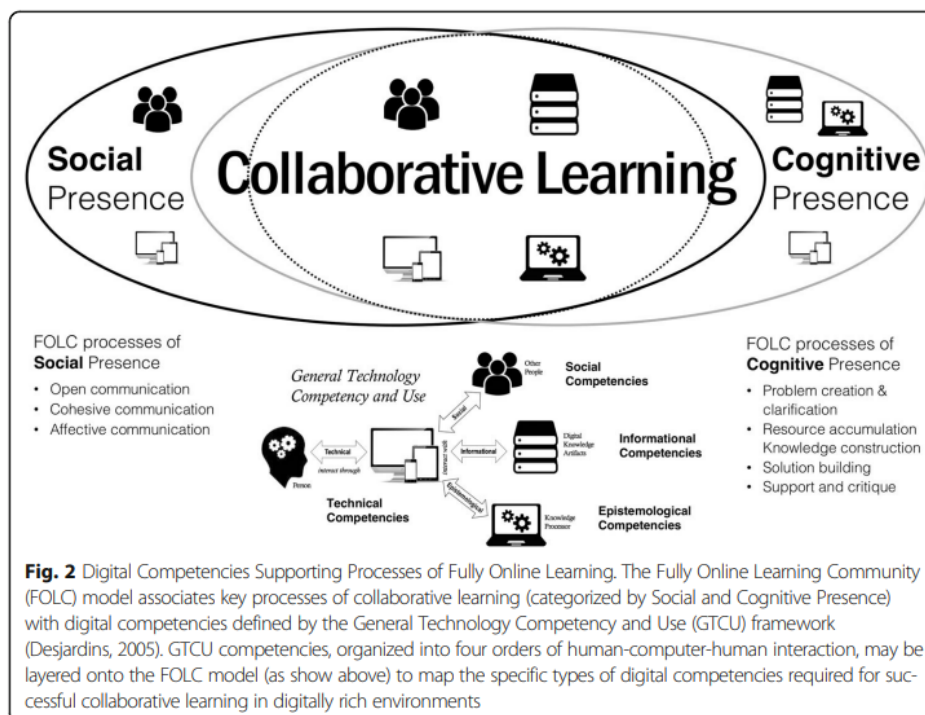 Social
Presence
Collaborative Learning
Cognitive
Presence
FOLC processes of
Social Presence
• Open communication
• Cohesive communication
• Affective communication
General Technology
Competency and Use
Person
Technical
interact through
Technical
Competencies
interact with
Social
Other
People
Social
Competencies
Informational
Digital
Knowledge
Artifacts
Informational
Competencies
Epistemological
Knowledge
Processor
Epistemological
Competencies
FOLC processes of
Cognitive Presence
• Problem creation &
clarification
• Resource accumulation
Knowledge construction
• Solution building
• Support and critique
Fig. 2 Digital Competencies Supporting Processes of Fully Online Learning. The Fully Online Learning Community
(FOLC) model associates key processes of collaborative learning (categorized by Social and Cognitive Presence)
with digital competencies defined by the General Technology Competency and Use (GTCU) framework
(Desjardins, 2005). GTCU competencies, organized into four orders of human-computer-human interaction, may be
layered onto the FOLC model (as show above) to map the specific types of digital competencies required for suc-
cessful collaborative learning in digitally rich environments